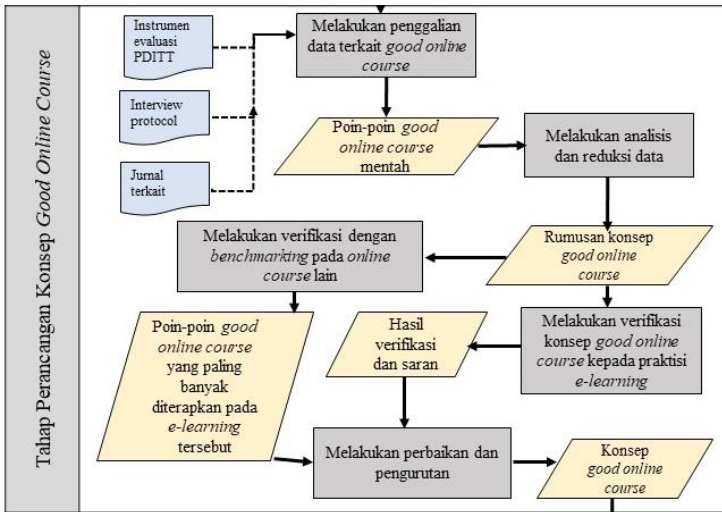 Tahap Perancangan Konsep Good Online Course
Instrumen
evaluasi
PDITT
Interview
protocol
Jurnal
terkait
Melakukan penggalian
data terkait good online
course
Poin-poin good
online course
mentah
Melakukan analisis
dan reduksi data
Rumusan konsep
good online
course
Melakukan verifikasi dengan
benchmarking pada online
course lain
Poin-poin good
online course
yang paling
banyak
diterapkan pada
e-learning
tersebut
Melakukan verifikasi
konsep good online
course kepada praktisi
e-learning
Hasil
verifikasi
dan saran
Melakukan perbaikan dan
pengurutan
Konsep
good online
course